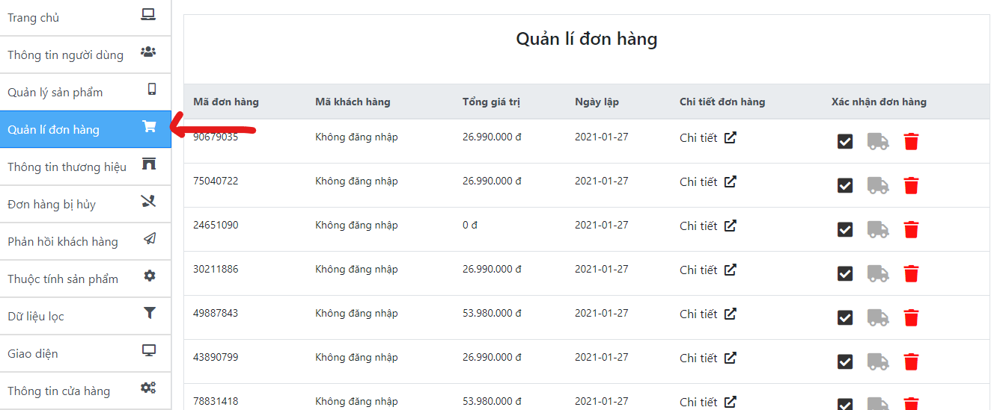 Trang chủ
Thông tin người dùng
Quản lý sản phẩm
Quản lí đơn hàng
Thông tin thương hiệu
Đơn hàng bị hủy
Phản hồi khách hàng
Thuộc tính sản phẩm
Dữ liệu lọc
Giao diện
Thông tin cửa hàng
Quản lí đơn hàng
Mã đơn hàng Mã khách hàng Tổng giá trị Ngày lập Chi tiết đơn hàng Xác nhận đơn hàng
90679035 Không đăng nhập 26.990.000 đ 2021-01-27 Chi tiết
75040722 Không đăng nhập 26.990.000 đ 2021-01-27 Chi tiết
24651090 Không đăng nhập 0 đ 2021-01-27 Chi tiết
30211886 Không đăng nhập 26.990.000 đ 2021-01-27 Chi tiết
49887843 Không đăng nhập 53.980.000 đ 2021-01-27 Chi tiết
43890799 Không đăng nhập 26.990.000 đ 2021-01-27 Chi tiết
78831418 Không đăng nhập 53.980.000 đ 2021-01-27 Chi tiết